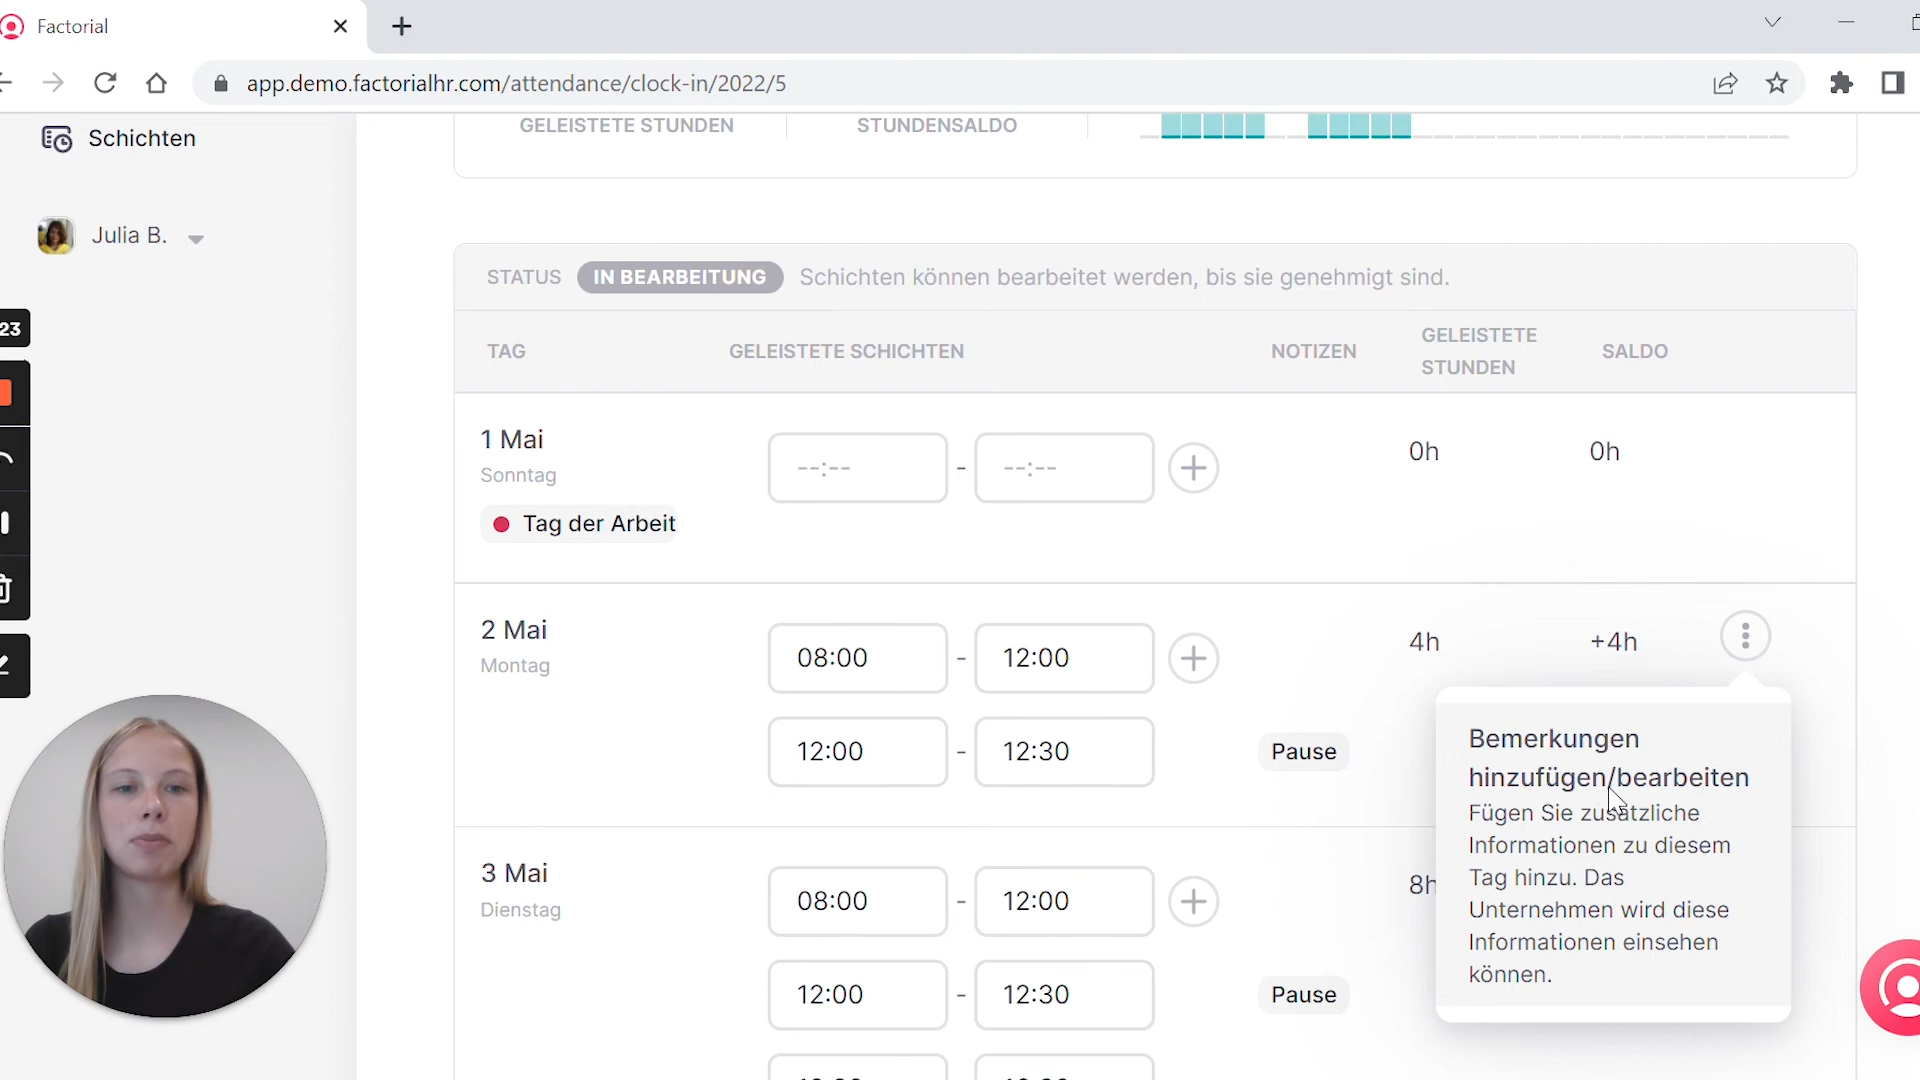 Factorial
app.demo.factorialhr.com/attendance/clock-in/2022/5
Schichten
GELEISTETE STUNDEN
STUNDENSALDO
Julia B.
STATUS IN BEARBEITUNG Schichten können bearbeitet werden, bis sie genehmigt sind.
23
TAG
GELEISTETE SCHICHTEN
NOTIZEN
GELEISTETE
STUNDEN
SALDO
1 Mai
Sonntag
Tag der Arbeit
--:-- - --:--
0h
0h
2 Mai
Montag
08:00 - 12:00
4h
+4h
12:00 - 12:30
Pause
Bemerkungen
hinzufügen/bearbeiten
Fügen Sie zusätzliche
Informationen zu diesem
Tag hinzu. Das
Unternehmen wird diese
Informationen einsehen
können.
3 Mai
Dienstag
08:00 - 12:00
8h
12:00 - 12:30
Pause